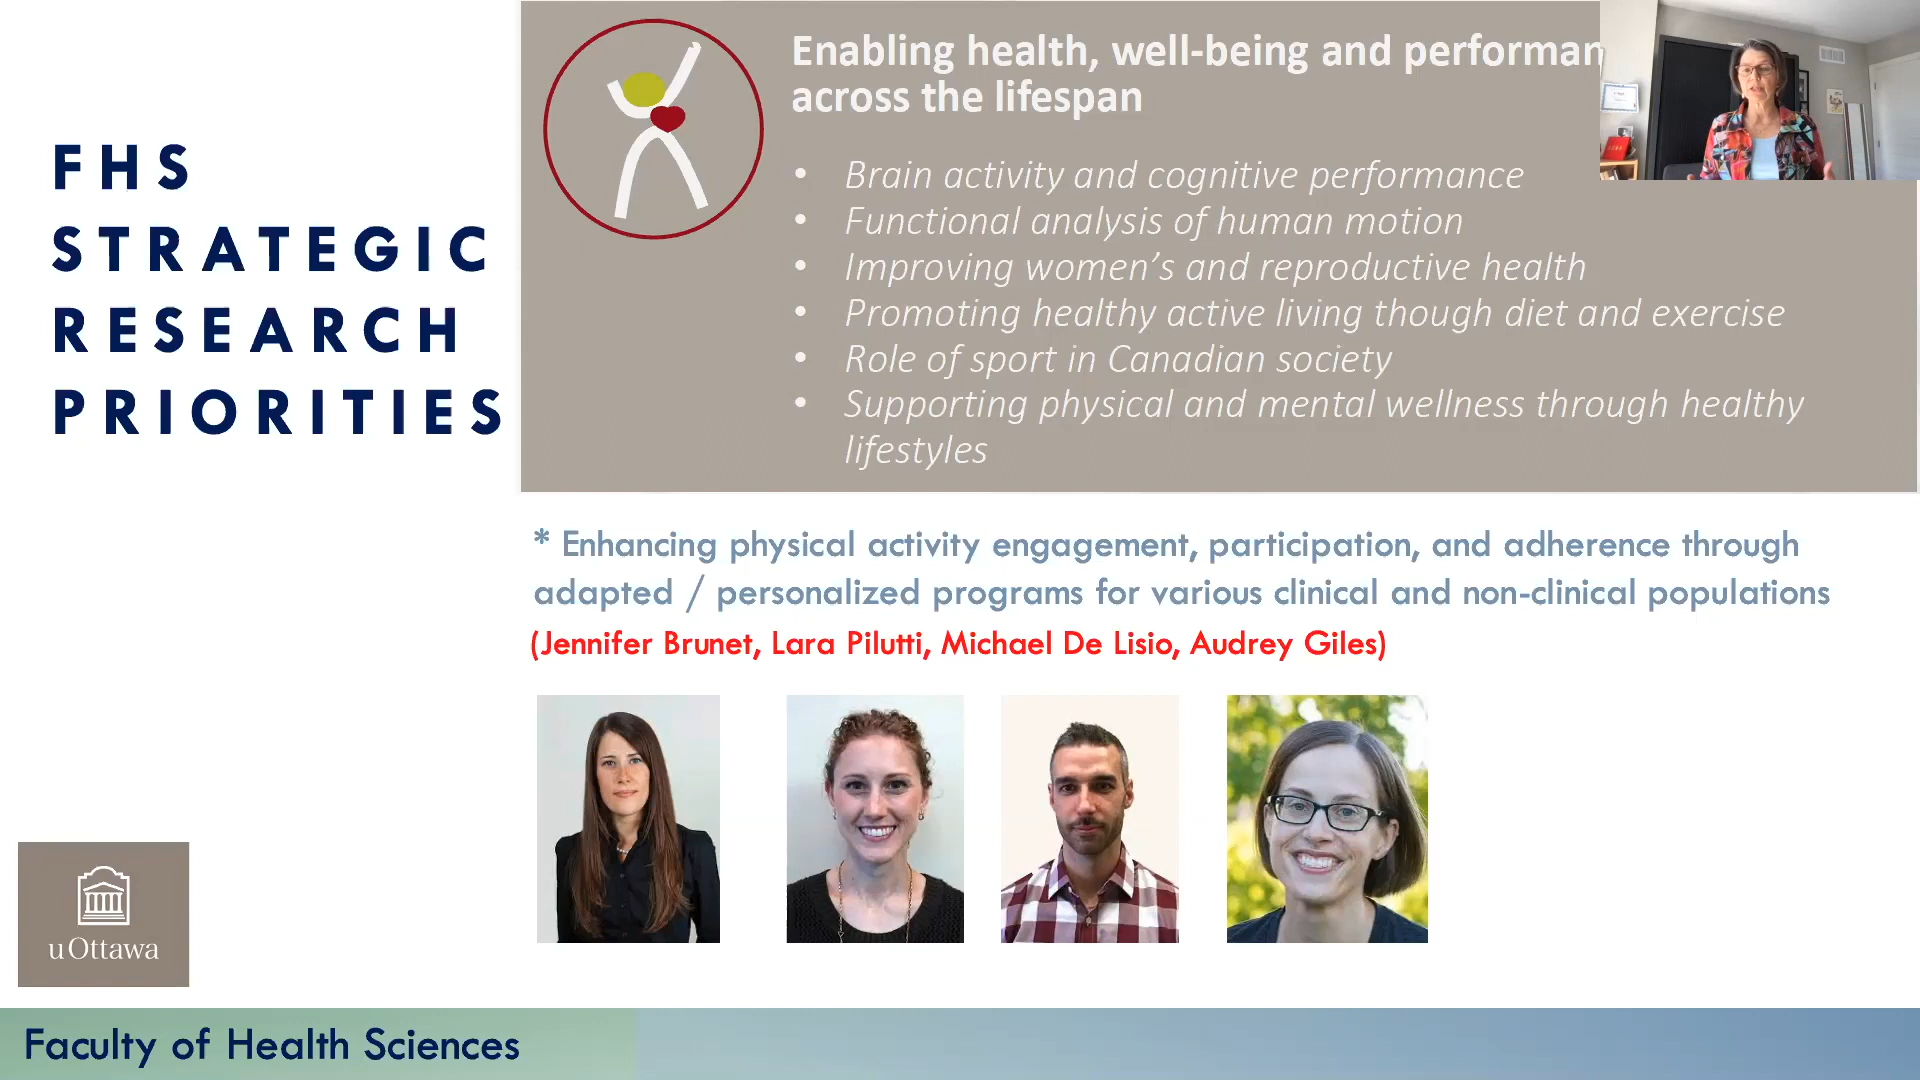 FHS
STRATEGIC
RESEARCH
PRIORITIES
Enabling health, well-being and performan
across the lifespan
• Brain activity and cognitive performance
• Functional analysis of human motion
• Improving women’s and reproductive health
• Promoting healthy active living though diet and exercise
• Role of sport in Canadian society
• Supporting physical and mental wellness through healthy
lifestyles
* Enhancing physical activity engagement, participation, and adherence through
adapted / personalized programs for various clinical and non-clinical populations
(Jennifer Brunet, Lara Pilutti, Michael De Lisio, Audrey Giles)
uOttawa
Faculty of Health Sciences